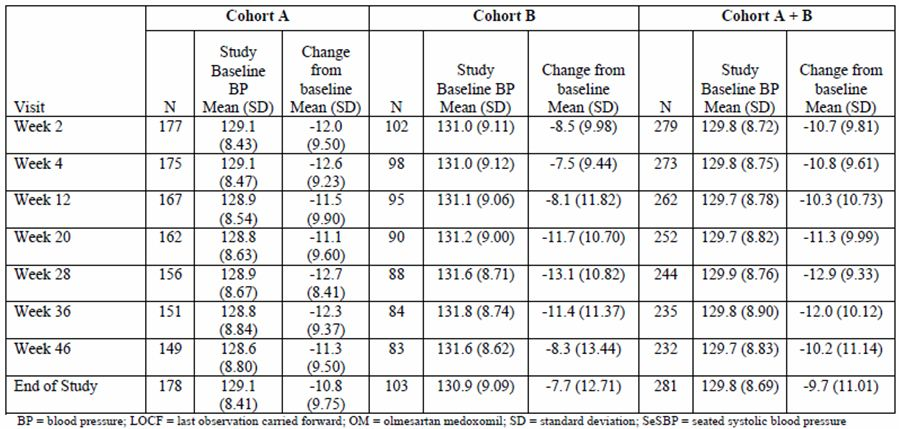 Cohort A Cohort B Cohort A + B
Visit N Study Baseline BP Mean (SD) Change from baseline Mean (SD) N Study Baseline BP Mean (SD) Change from baseline Mean (SD) N Study Baseline BP Mean (SD) Change from baseline Mean (SD)
Week 2 177 129.1 (8.43) -12.0 (9.50) 102 131.0 (9.11) -8.5 (9.98) 279 129.8 (8.72) -10.7 (9.81)
Week 4 175 129.1 (8.47) -12.6 (9.23) 98 131.0 (9.12) -7.5 (9.44) 273 129.8 (8.75) -10.8 (9.61)
Week 12 167 128.9 (8.54) -11.5 (9.90) 95 131.1 (9.06) -8.1 (11.82) 262 129.7 (8.78) -10.3 (10.73)
Week 20 162 128.8 (8.63) -11.1 (9.60) 90 131.2 (9.00) -11.7 (10.70) 252 129.7 (8.82) -11.3 (9.99)
Week 28 156 128.9 (8.67) -12.7 (8.41) 88 131.6 (8.71) -13.1 (10.82) 244 129.9 (8.76) -12.9 (9.33)
Week 36 151 128.8 (8.84) -12.3 (9.37) 84 131.8 (8.74) -11.4 (11.37) 235 129.8 (8.90) -12.0 (10.12)
Week 46 149 128.6 (8.80) -11.3 (9.50) 83 131.6 (8.62) -8.3 (13.44) 232 129.7 (8.83) -10.2 (11.14)
End of Study 178 129.1 (8.41) -10.8 (9.75) 103 130.9 (9.09) -7.7 (12.71) 281 129.8 (8.69) -9.7 (11.01)
BP = blood pressure; LOCF = last observation carried forward; OM = olmesartan medoxomil; SD = standard deviation; SeSBP = seated systolic blood pressure